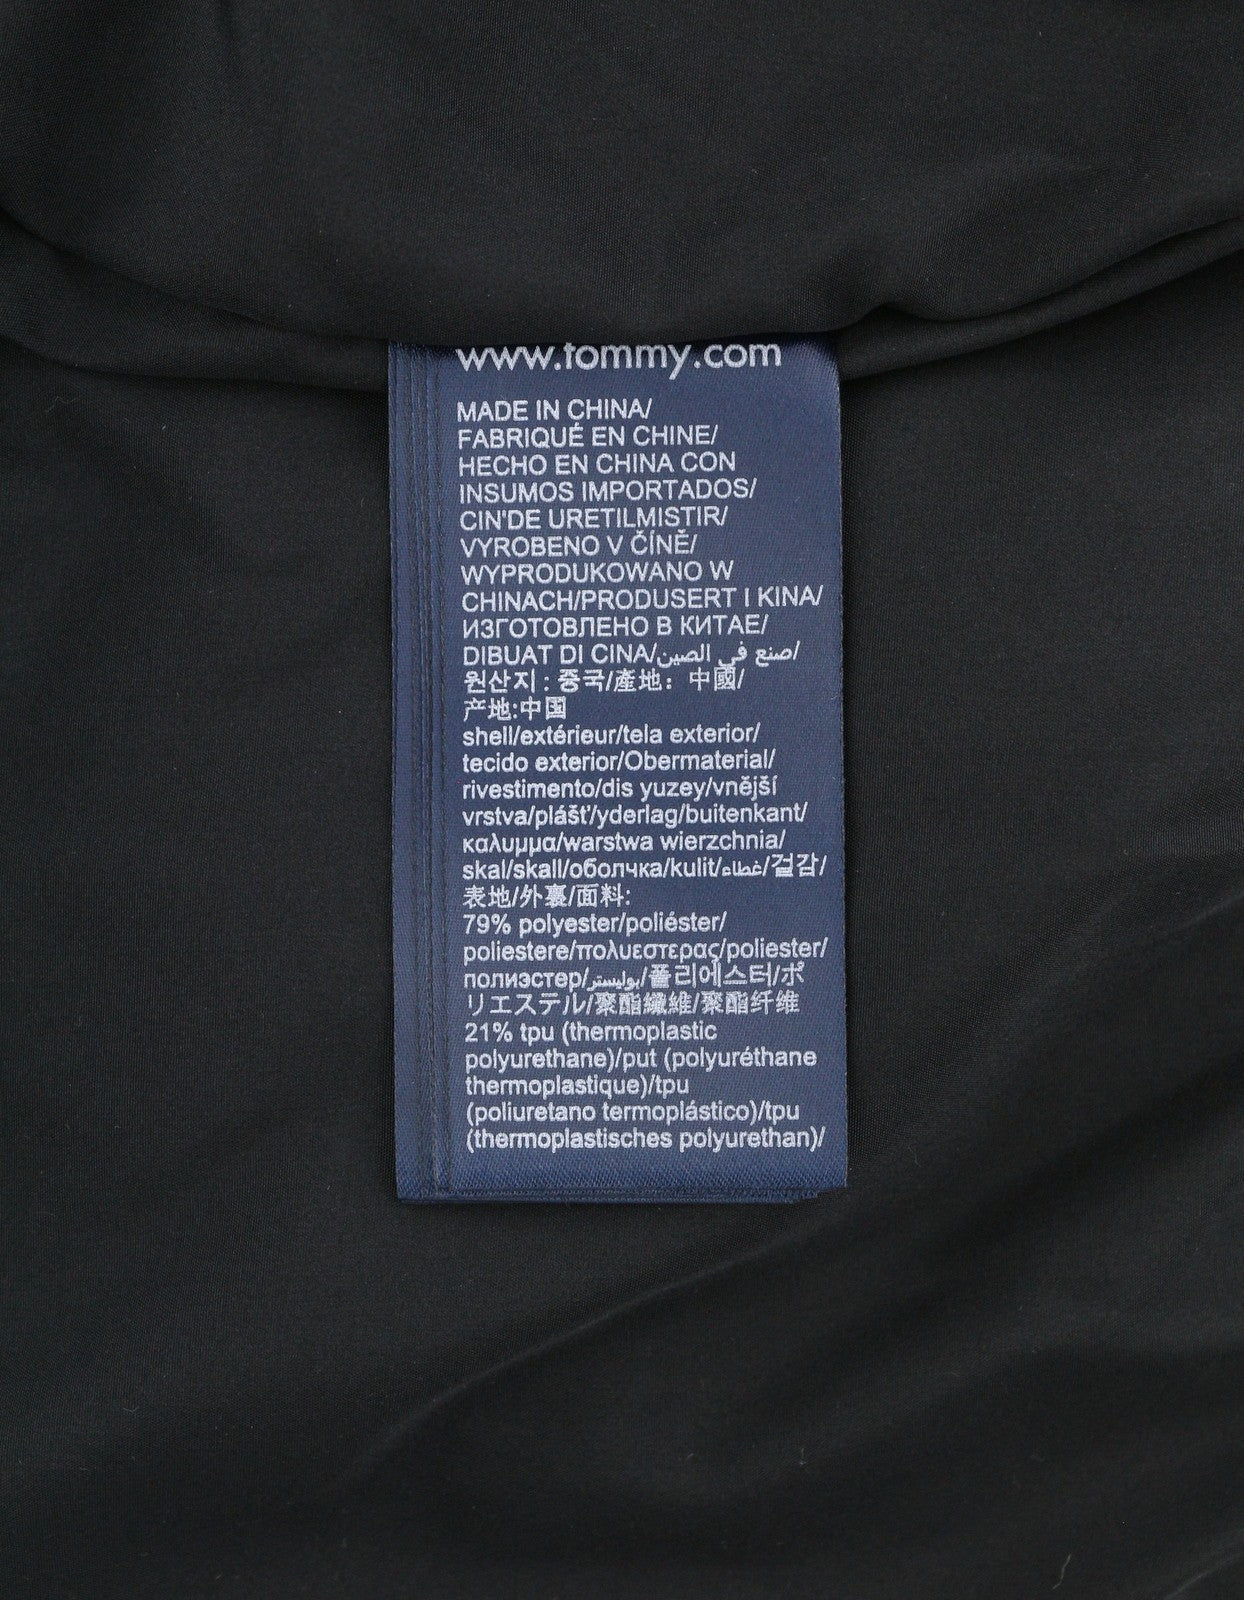 www.tommy.com
MADE IN CHINA/
FABRIQUÉ EN CHINE/
HECHO EN CHINA CON
INSUMOS IMPORTADOS/
CIN'DE URETILMISTIR/
VYROBENO V ČÍNĚ/
WYPRODUKOWANO W
CHINACH/PRODUSERT I KINA/
ИЗГОТОВЛЕНО В КИТАЕ/
DIBUAT DI CINA/صنع في الصين/
원산지 : 중국/產地：中國/
产地:中国
shell/extérieur/tela exterior/
tecido exterior/Obermaterial/
rivestimento/dis yuzey/vnější
vrstva/plášť/yderlag/buitenkant/
καλυμμα/warstwa wierzchnia/
skal/skall/оболчка/kulit/غطاء/겉감/
表地/外裏/面料:
79% polyester/poliéster/
poliestere/πολυεστερας/poliester/
полиэстер/بوليستر/폴리에스터/ポ
リエステル/聚酯纖維/聚酯纤维
21% tpu (thermoplastic
polyurethane)/put (polyuréthane
thermoplastique)/tpu
(poliuretano termoplástico)/tpu
(thermoplastisches polyurethan)/